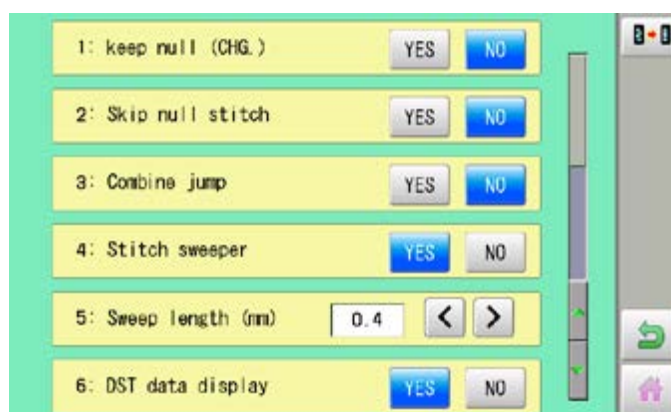 1: keep null (CHG.) YES NO
2: Skip null stitch YES NO
3: Combine jump YES NO
4: Stitch sweeper YES NO
5: Sweep length (mm) 0.4 < >
6: DST data display YES NO